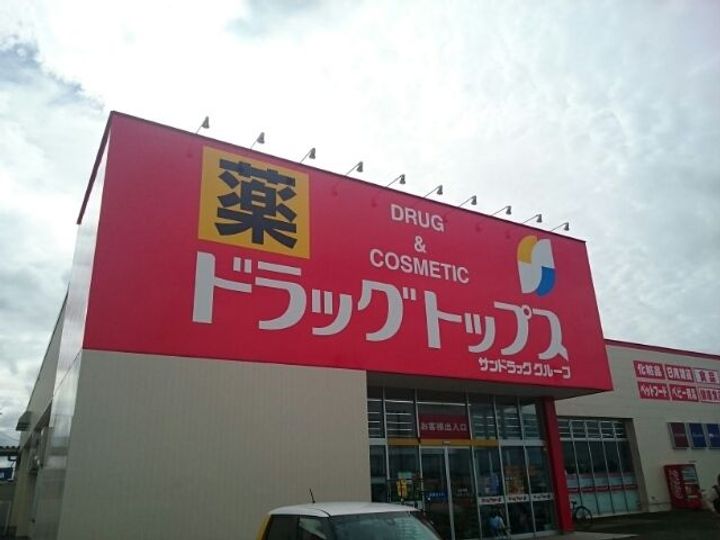 薬
DRUG
&
COSMETIC
ドラッグトップス
サンドラッググループ
化粧品 日用雑貨 食品
ペットフード ベビー用品
お客様出入口